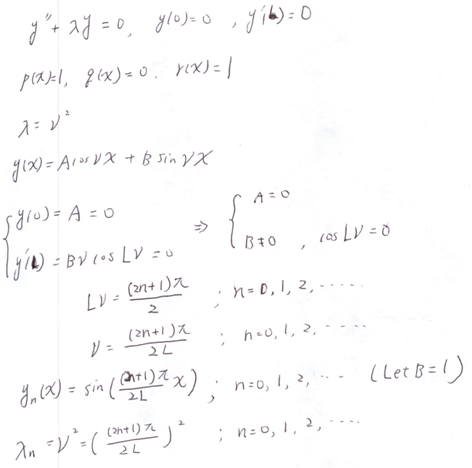 y'' + λy = 0, y(0) = 0, y'(L) = 0
p(x)=1, q(x)=0. r(x)=1
λ = ν²
y(x) = A cos νx + B sin νx
{ y(0) = A = 0
y'(L) = Bν cos Lν = 0 ⇒ { A = 0
B ≠ 0, cos Lν = 0
Lν = (2n+1)π / 2 ; n = 0, 1, 2, ·····
ν = (2n+1)π / 2L ; n=0, 1, 2, ····
yₙ(x) = sin( (2n+1)π / 2L x ) ; n=0, 1, 2, ··· (Let B = 1)
λₙ = ν² = ( (2n+1)π / 2L )² ; n=0, 1, 2, ····